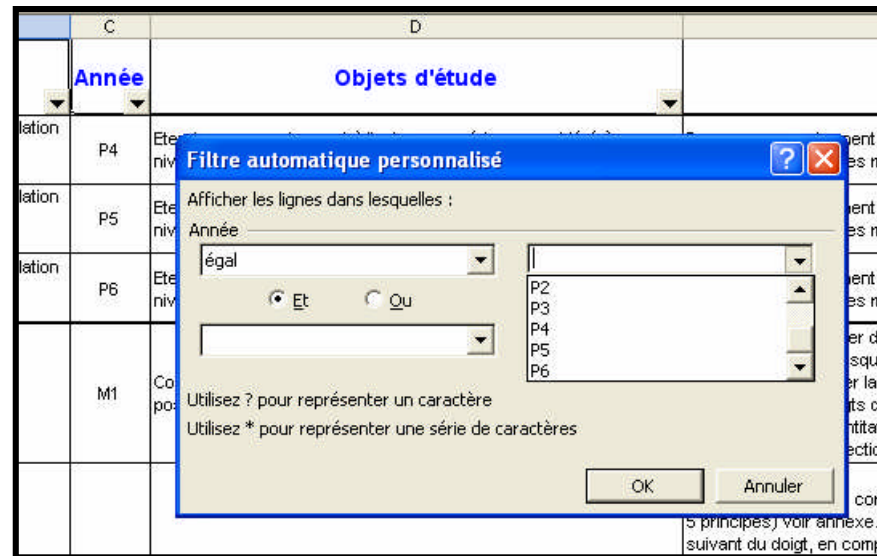 C D
Année Objets d'étude
lation
P4
Filtre automatique personnalisé
Afficher les lignes dans lesquelles :
Année
égal
Et Ou
P2
P3
P4
P5
P6
Utilisez ? pour représenter un caractère
Utilisez * pour représenter une série de caractères
OK Annuler
lation
P5
lation
P6
M1
5 principes) voir annexe.
suivant du doigt, en comp